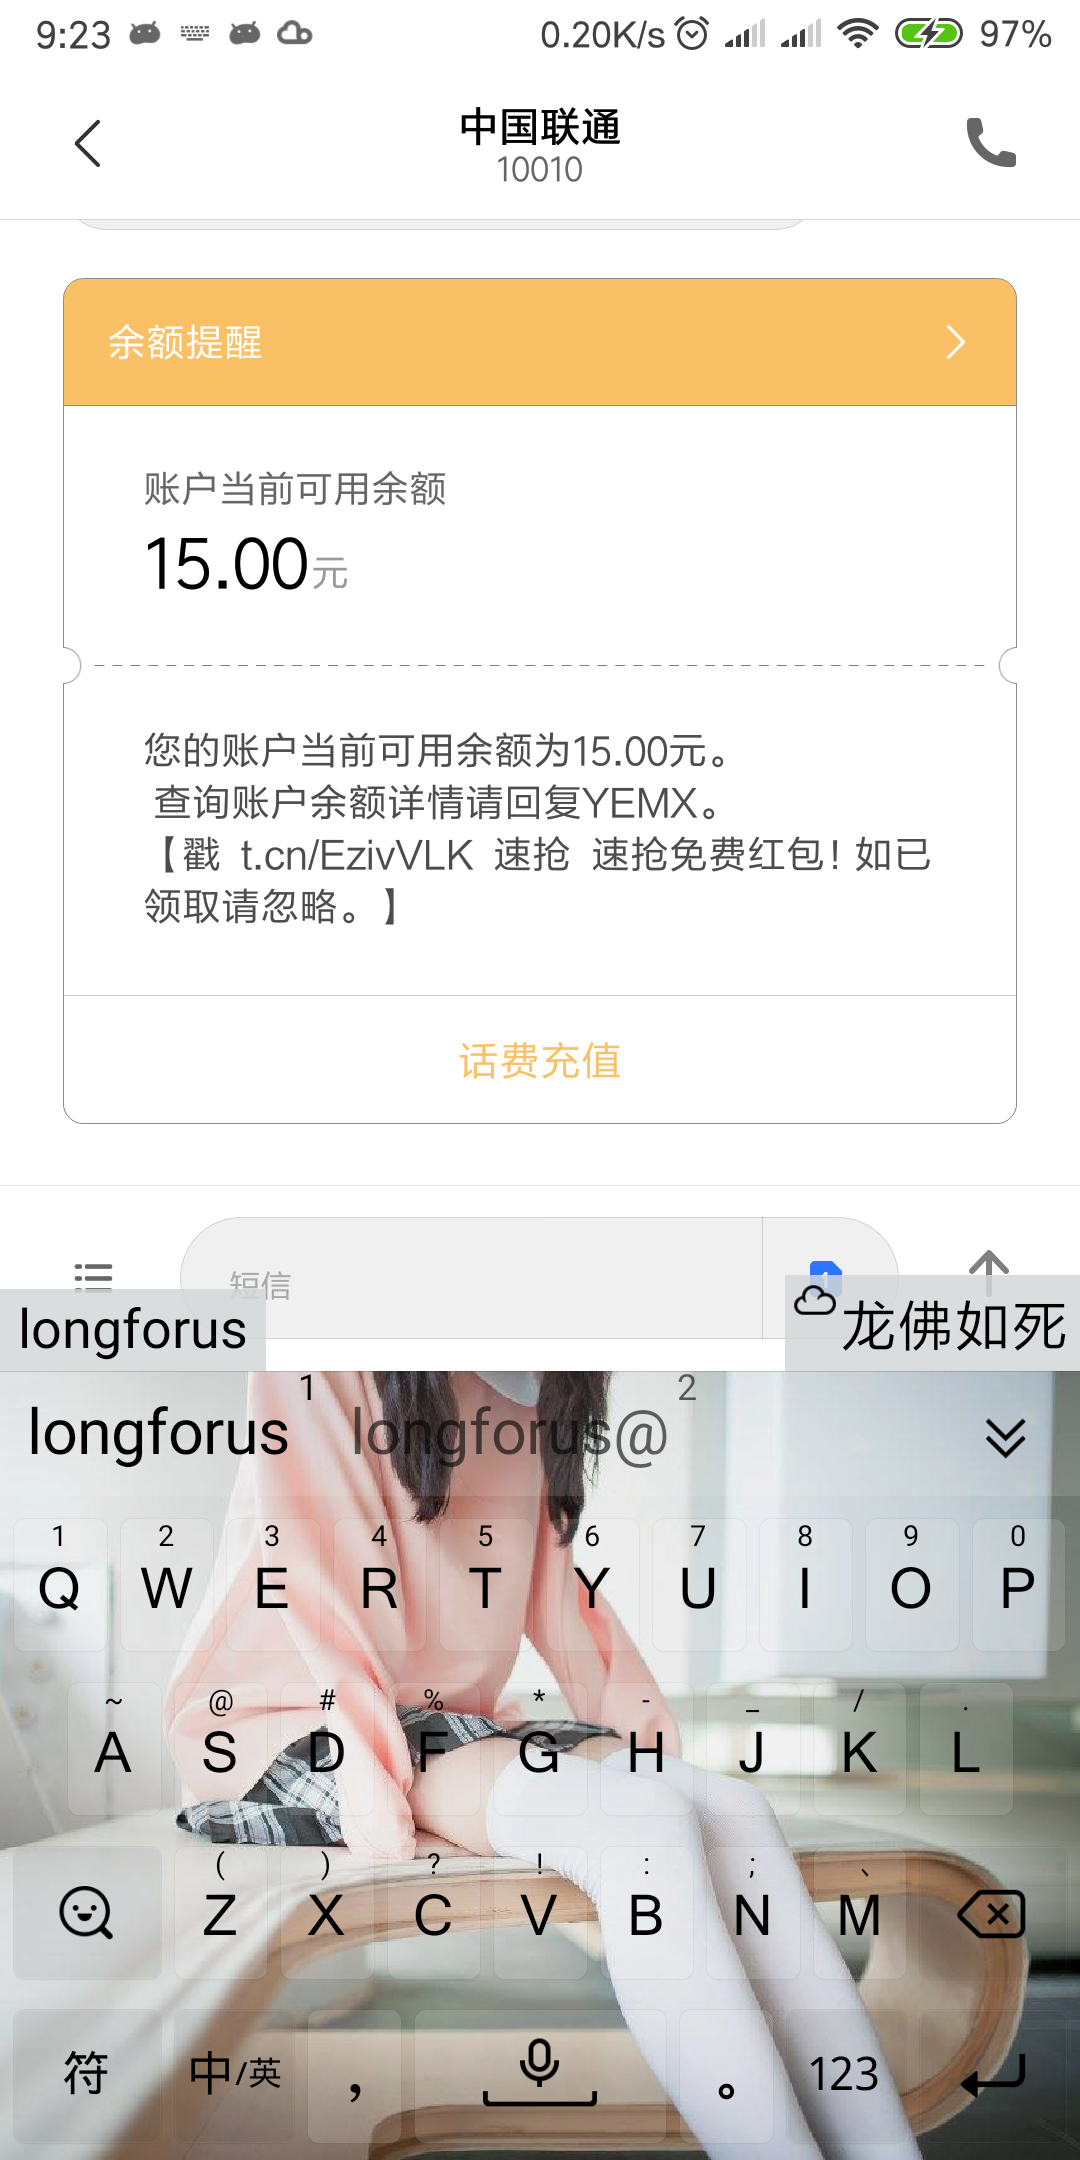 9:23 0.20K/s 97%
中国联通
10010
余额提醒
账户当前可用余额
15.00元
您的账户当前可用余额为15.00元。
查询账户余额详情请回复YEMX。
【戳 t.cn/EzivVLK 速抢 速抢免费红包！如已
领取请忽略。】
话费充值
短信 1
longforus 龙佛如死
longforus 1 longforus@ 2
1 2 3 4 5 6 7 8 9 0
Q W E R T Y U I O P
~ @ # % * - _ / .
A S D F G H J K L
( ) ? ! : ; 、
Z X C V B N M
符 中/英 ， 。 123